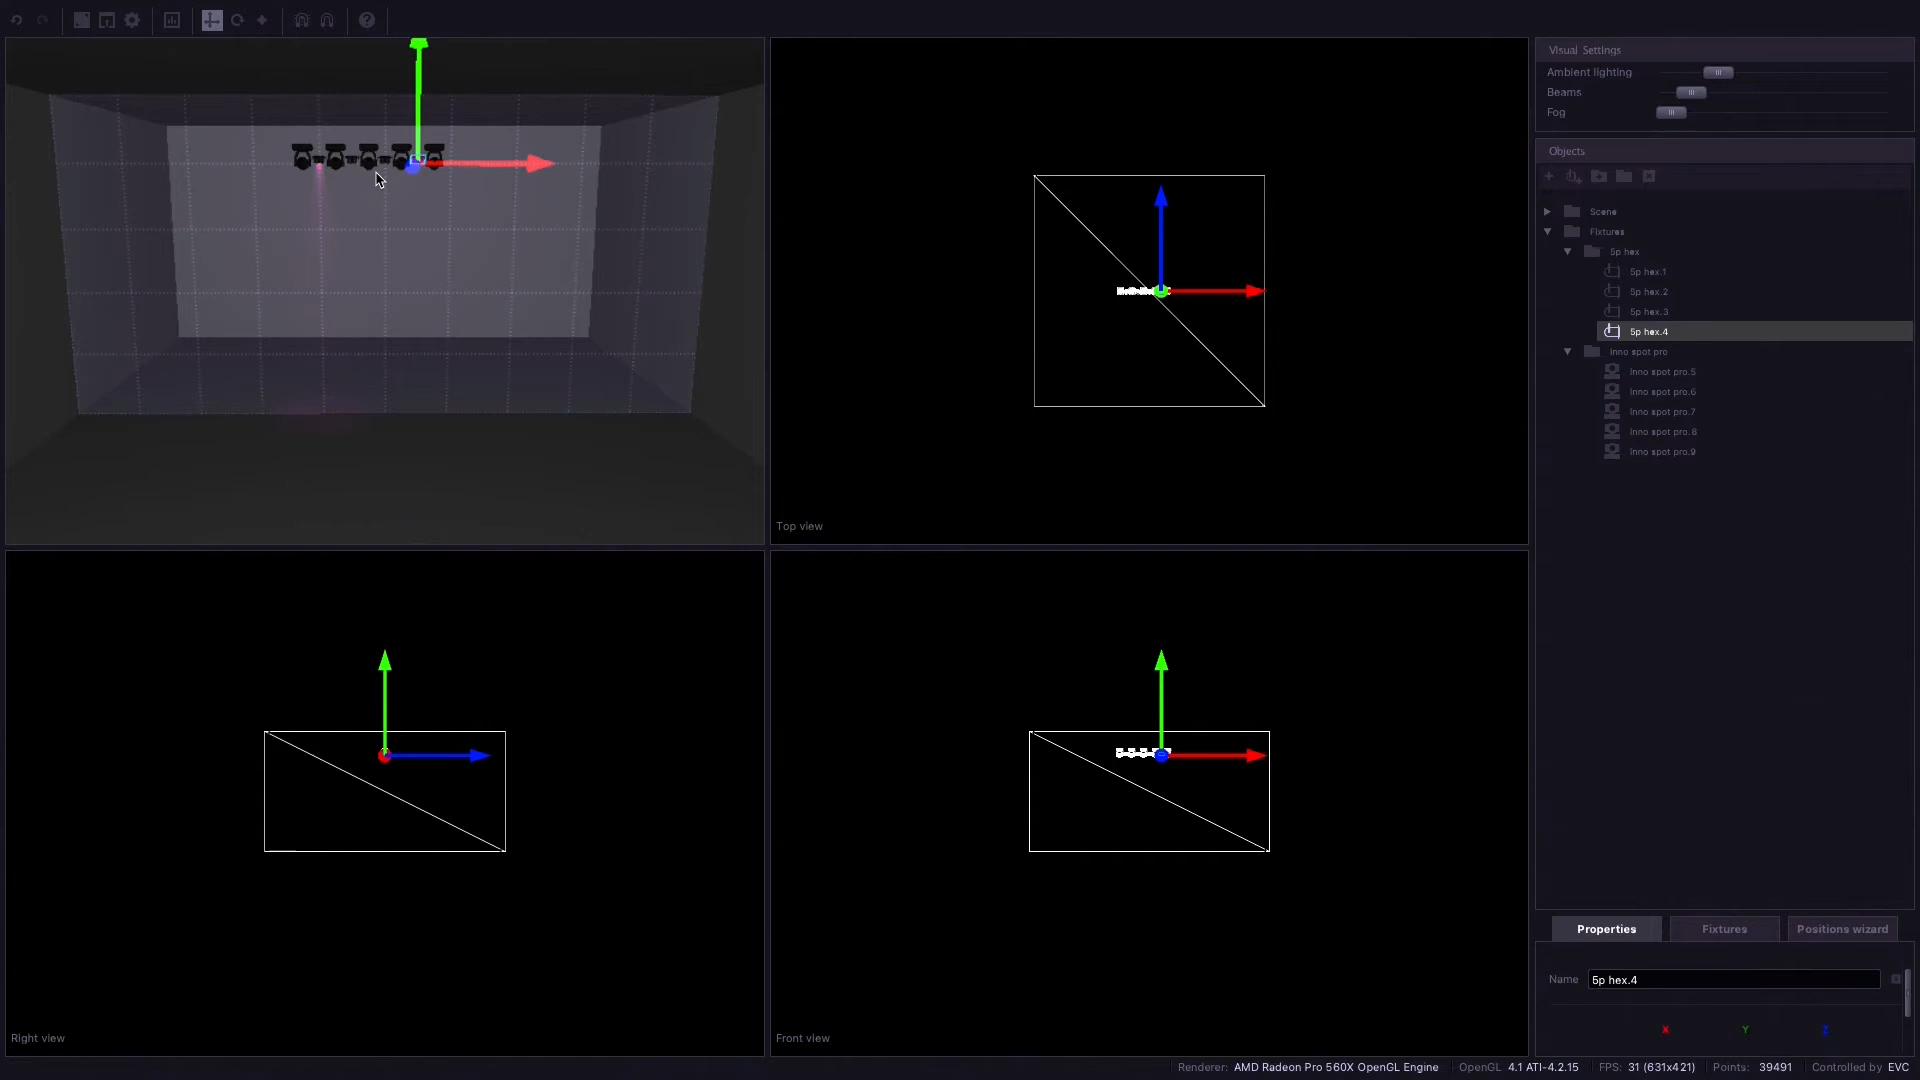 Visual Settings
Ambient lighting
Beams
Fog
Objects
Scene
Fixtures
5p hex
5p hex.1
5p hex.2
5p hex.3
5p hex.4
Inno spot pro
Inno spot pro.5
Inno spot pro.6
Inno spot pro.7
Inno spot pro.8
Inno spot pro.9
Top view
Right view
Front view
Properties Fixtures Positions wizard
Name 5p hex.4
X Y Z
Renderer: AMD Radeon Pro 560X OpenGL Engine OpenGL 4.1 ATI-4.2.15 FPS: 31 (631x421) Points: 39491 Controlled by EVC